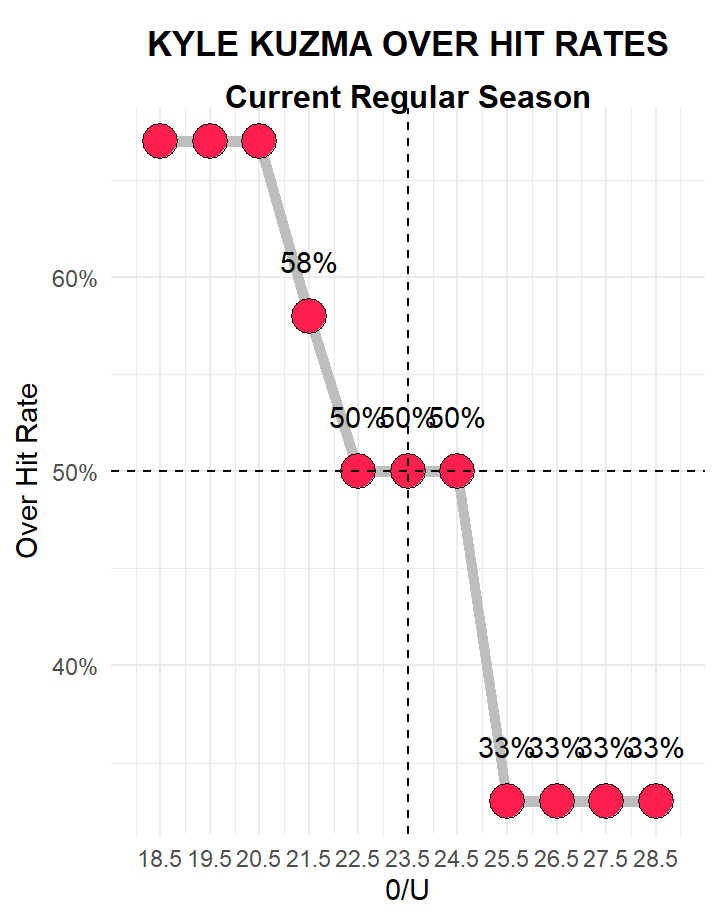 KYLE KUZMA OVER HIT RATES
Current Regular Season
58%
60%
50% 50% 50%
Over Hit Rate
50%
40%
33% 33% 33% 33%
18.5 19.5 20.5 21.5 22.5 23.5 24.5 25.5 26.5 27.5 28.5
0/U